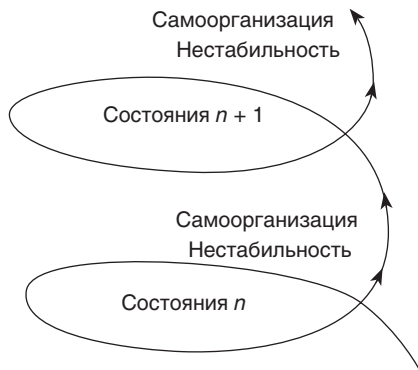 Самоорганизация
Нестабильность
Состояния n + 1
Самоорганизация
Нестабильность
Состояния n